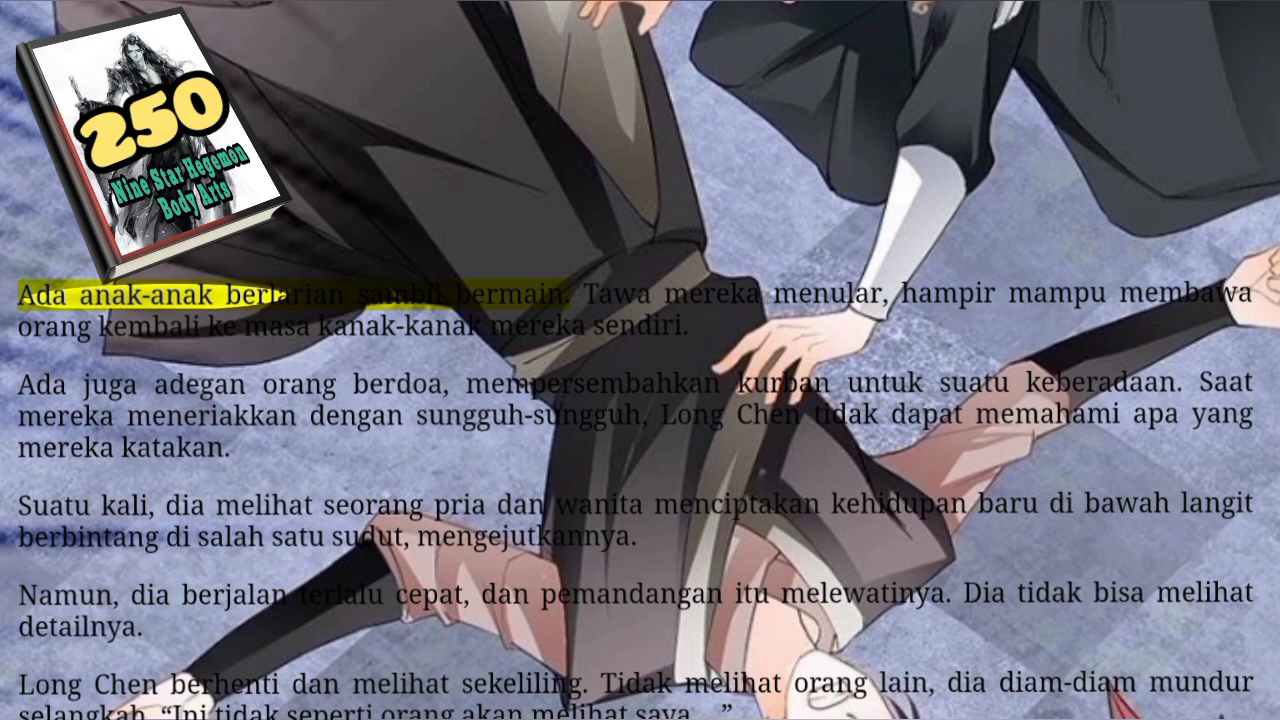 250
Nine Star Hegemon
Body Arts
Ada anak-anak berlarian sambil bermain. Tawa mereka menular, hampir mampu membawa
orang kembali ke masa kanak-kanak mereka sendiri.
Ada juga adegan orang berdoa, mempersembahkan kurban untuk suatu keberadaan. Saat
mereka meneriakkan dengan sungguh-sungguh, Long Chen tidak dapat memahami apa yang
mereka katakan.
Suatu kali, dia melihat seorang pria dan wanita menciptakan kehidupan baru di bawah langit
berbintang di salah satu sudut, mengejutkannya.
Namun, dia berjalan terlalu cepat, dan pemandangan itu melewatinya. Dia tidak bisa melihat
detailnya.
Long Chen berhenti dan melihat sekeliling. Tidak melihat orang lain, dia diam-diam mundur
selangkah. “Ini tidak seperti orang akan melihat saya…”